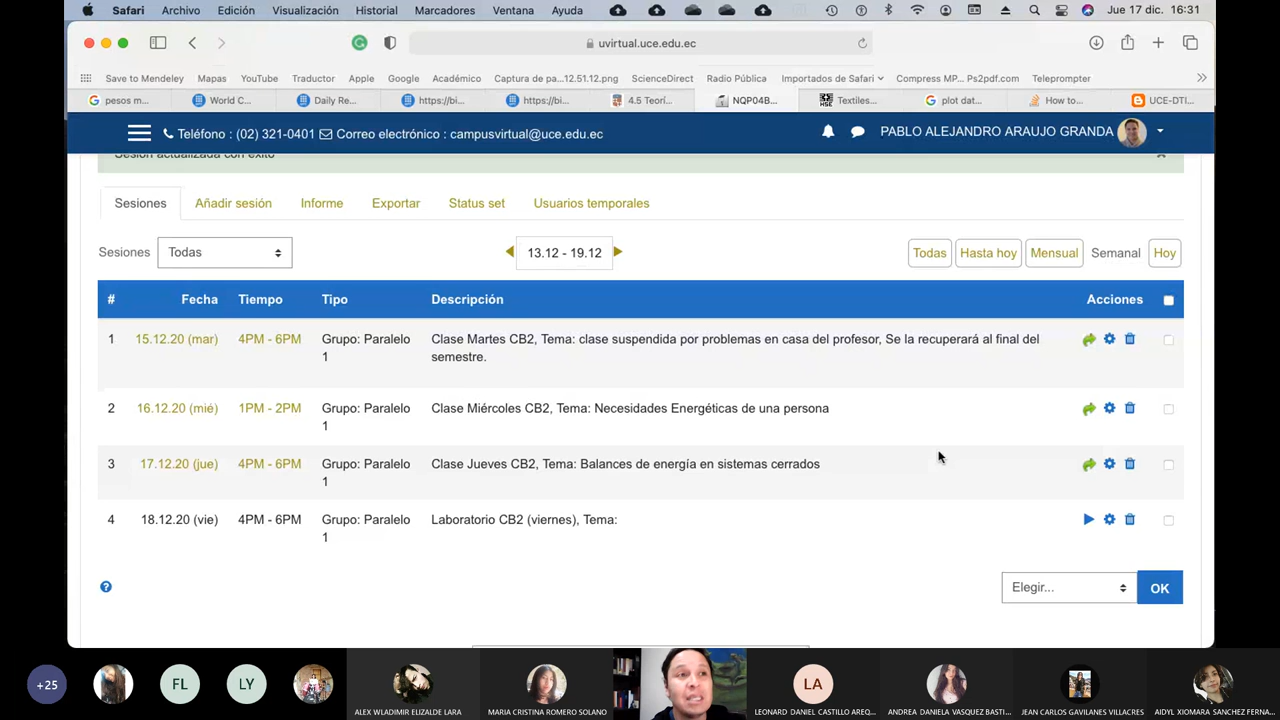 Safari Archivo Edición Visualización Historial Marcadores Ventana Ayuda Jue 17 dic. 16:31
uvirtual.uce.edu.ec
Save to Mendeley Mapas YouTube Traductor Apple Google Académico Captura de pa...12.51.12.png ScienceDirect Radio Pública Importados de Safari Compress MP... Ps2pdf.com Teleprompter
pesos m... World C... Daily Re... https://bi... https://bi... 4.5 Teorí... NQP04B... Textiles... plot dat... How to... UCE-DTI...
Teléfono : (02) 321-0401 Correo electrónico : campusvirtual@uce.edu.ec PABLO ALEJANDRO ARAUJO GRANDA
Sesión actualizada con éxito
Sesiones Añadir sesión Informe Exportar Status set Usuarios temporales
Sesiones Todas 13.12 - 19.12 Todas Hasta hoy Mensual Semanal Hoy
# Fecha Tiempo Tipo Descripción Acciones
1 15.12.20 (mar) 4PM - 6PM Grupo: Paralelo Clase Martes CB2, Tema: clase suspendida por problemas en casa del profesor, Se la recuperará al final del
1 semestre.
2 16.12.20 (mié) 1PM - 2PM Grupo: Paralelo Clase Miércoles CB2, Tema: Necesidades Energéticas de una persona
1
3 17.12.20 (jue) 4PM - 6PM Grupo: Paralelo Clase Jueves CB2, Tema: Balances de energía en sistemas cerrados
1
4 18.12.20 (vie) 4PM - 6PM Grupo: Paralelo Laboratorio CB2 (viernes), Tema:
1
Elegir... OK
+25 FL LY LA
ALEX WLADIMIR ELIZALDE LARA MARIA CRISTINA ROMERO SOLANO LEONARD DANIEL CASTILLO AREQ... ANDREA DANIELA VASQUEZ BASTI... JEAN CARLOS GAVILANES VILLACRES AIDYL XIOMARA SANCHEZ FERNA...